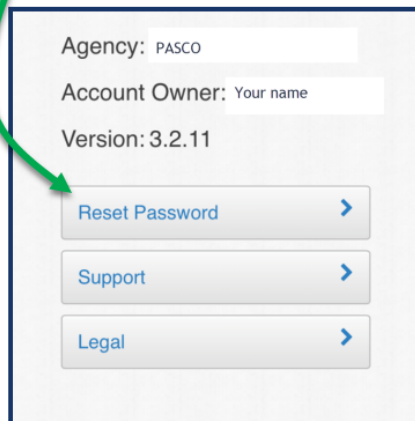 Agency: PASCO
Account Owner: Your name
Version: 3.2.11
Reset Password
Support
Legal